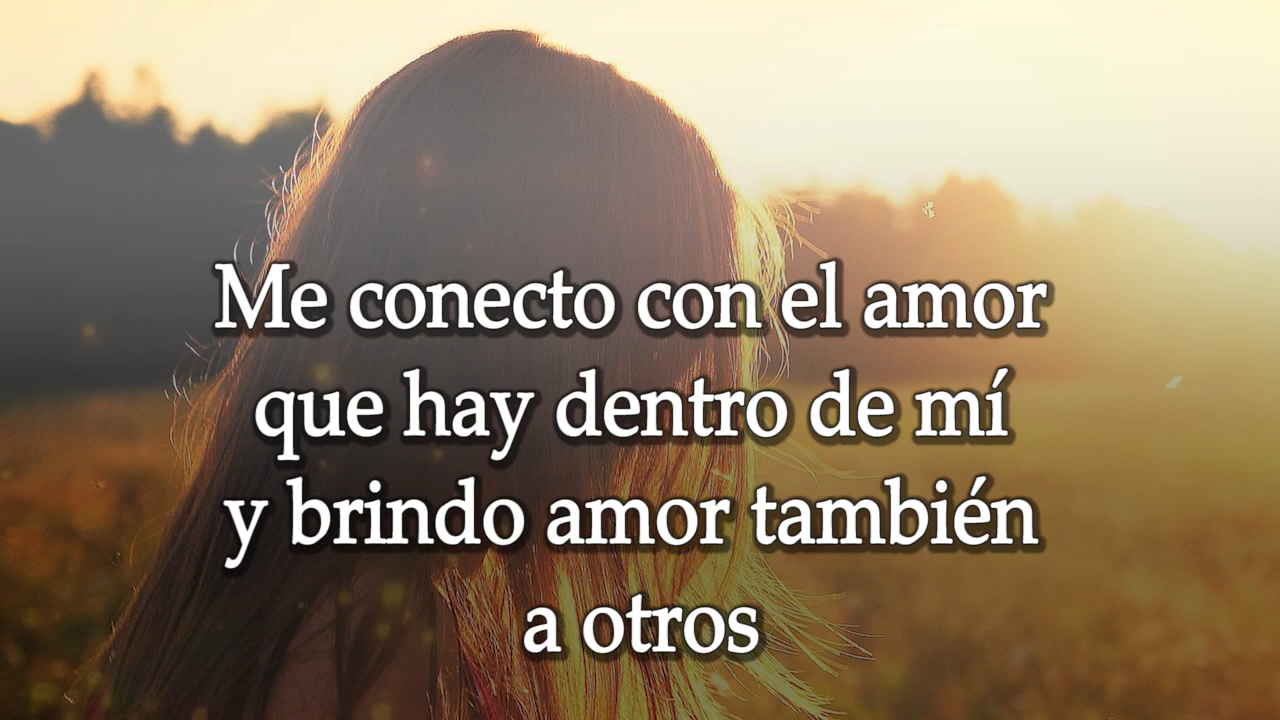 Me conecto con el amor
que hay dentro de mí
y brindo amor también
a otros